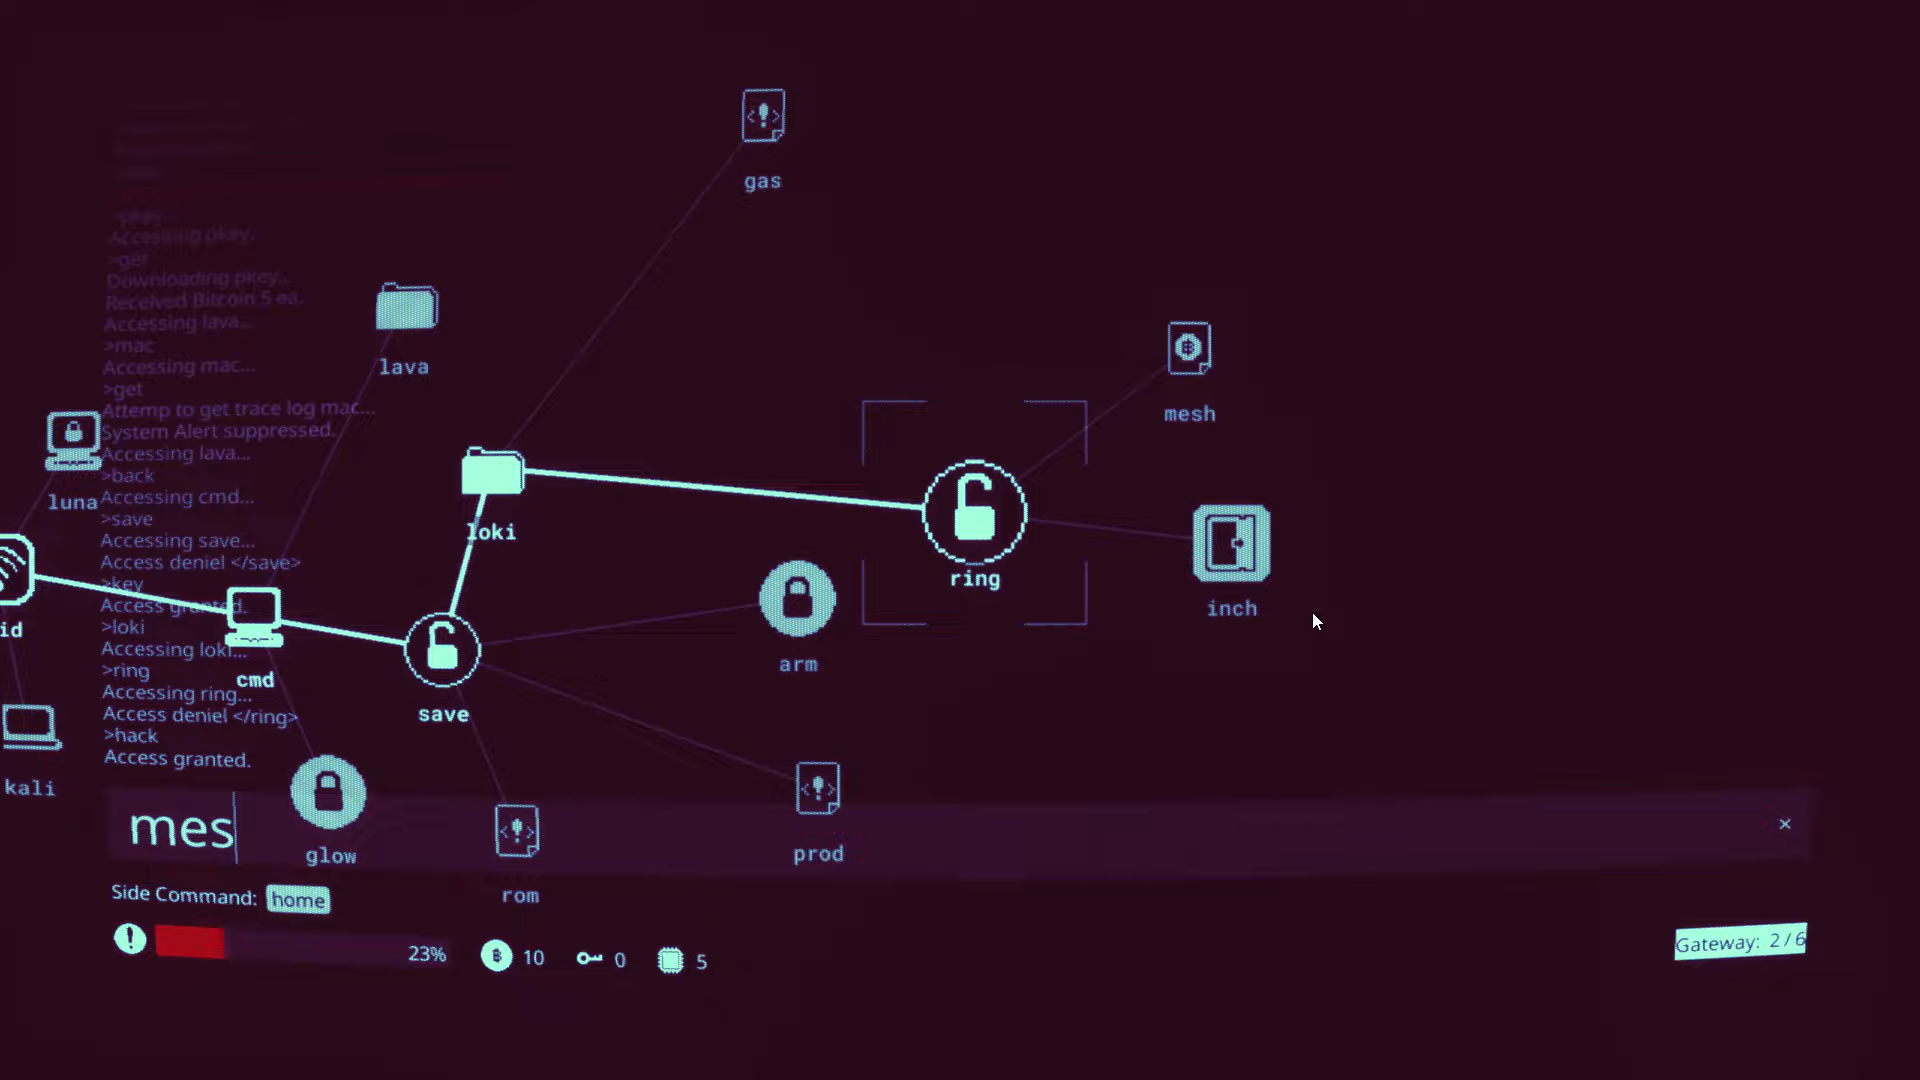 gas
lava
mesh
luna
loki
ring
inch
arm
id
cmd
save
kali
glow
rom
prod
Accessing pkey.
>get
Downloading pkey..
Received Bitcoin 5 ea.
Accessing lava...
>mac
Accessing mac...
>get
Attemp to get trace log mac...
System Alert suppressed.
Accessing lava...
>back
Accessing cmd...
>save
Accessing save...
Access deniel </save>
>key
Access granted.
>loki
Accessing loki...
>ring
Accessing ring...
Access deniel </ring>
>hack
Access granted.
mes
×
Side Command: home
23% 10 0 5
Gateway: 2/6